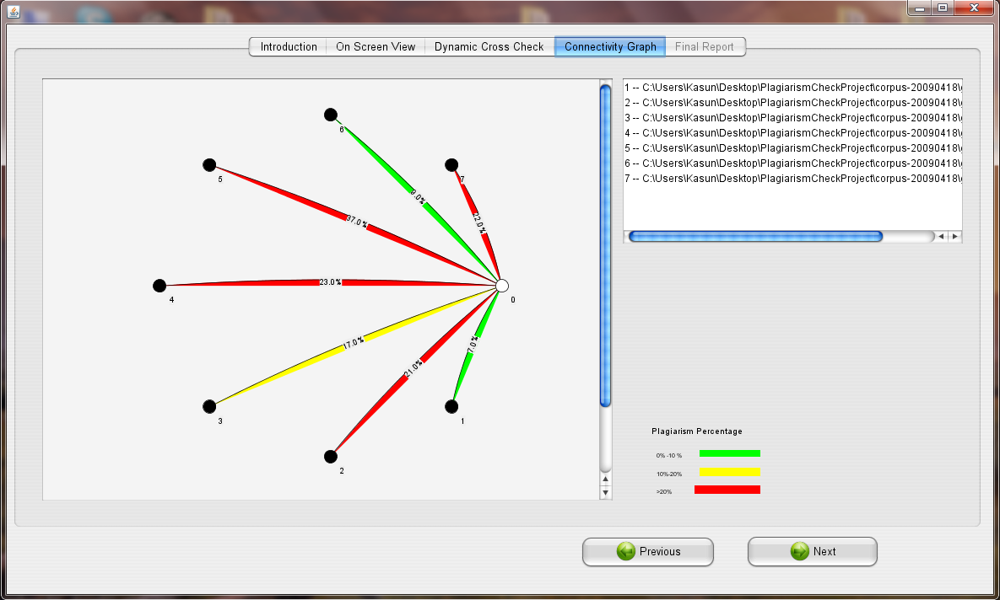 Introduction On Screen View Dynamic Cross Check Connectivity Graph Final Report
1 -- C:\Users\Kasun\Desktop\PlagiarismCheckProject\corpus-20090418\
2 -- C:\Users\Kasun\Desktop\PlagiarismCheckProject\corpus-20090418\
3 -- C:\Users\Kasun\Desktop\PlagiarismCheckProject\corpus-20090418\
4 -- C:\Users\Kasun\Desktop\PlagiarismCheckProject\corpus-20090418\
5 -- C:\Users\Kasun\Desktop\PlagiarismCheckProject\corpus-20090418\
6 -- C:\Users\Kasun\Desktop\PlagiarismCheckProject\corpus-20090418\
7 -- C:\Users\Kasun\Desktop\PlagiarismCheckProject\corpus-20090418\
6
5
7
37.0%
22.0%
23.0%
4
0
17.0%
7.0%
21.0%
3
1
2
Plagiarism Percentage
0% -10 %
10%-20%
>20%
Previous
Next